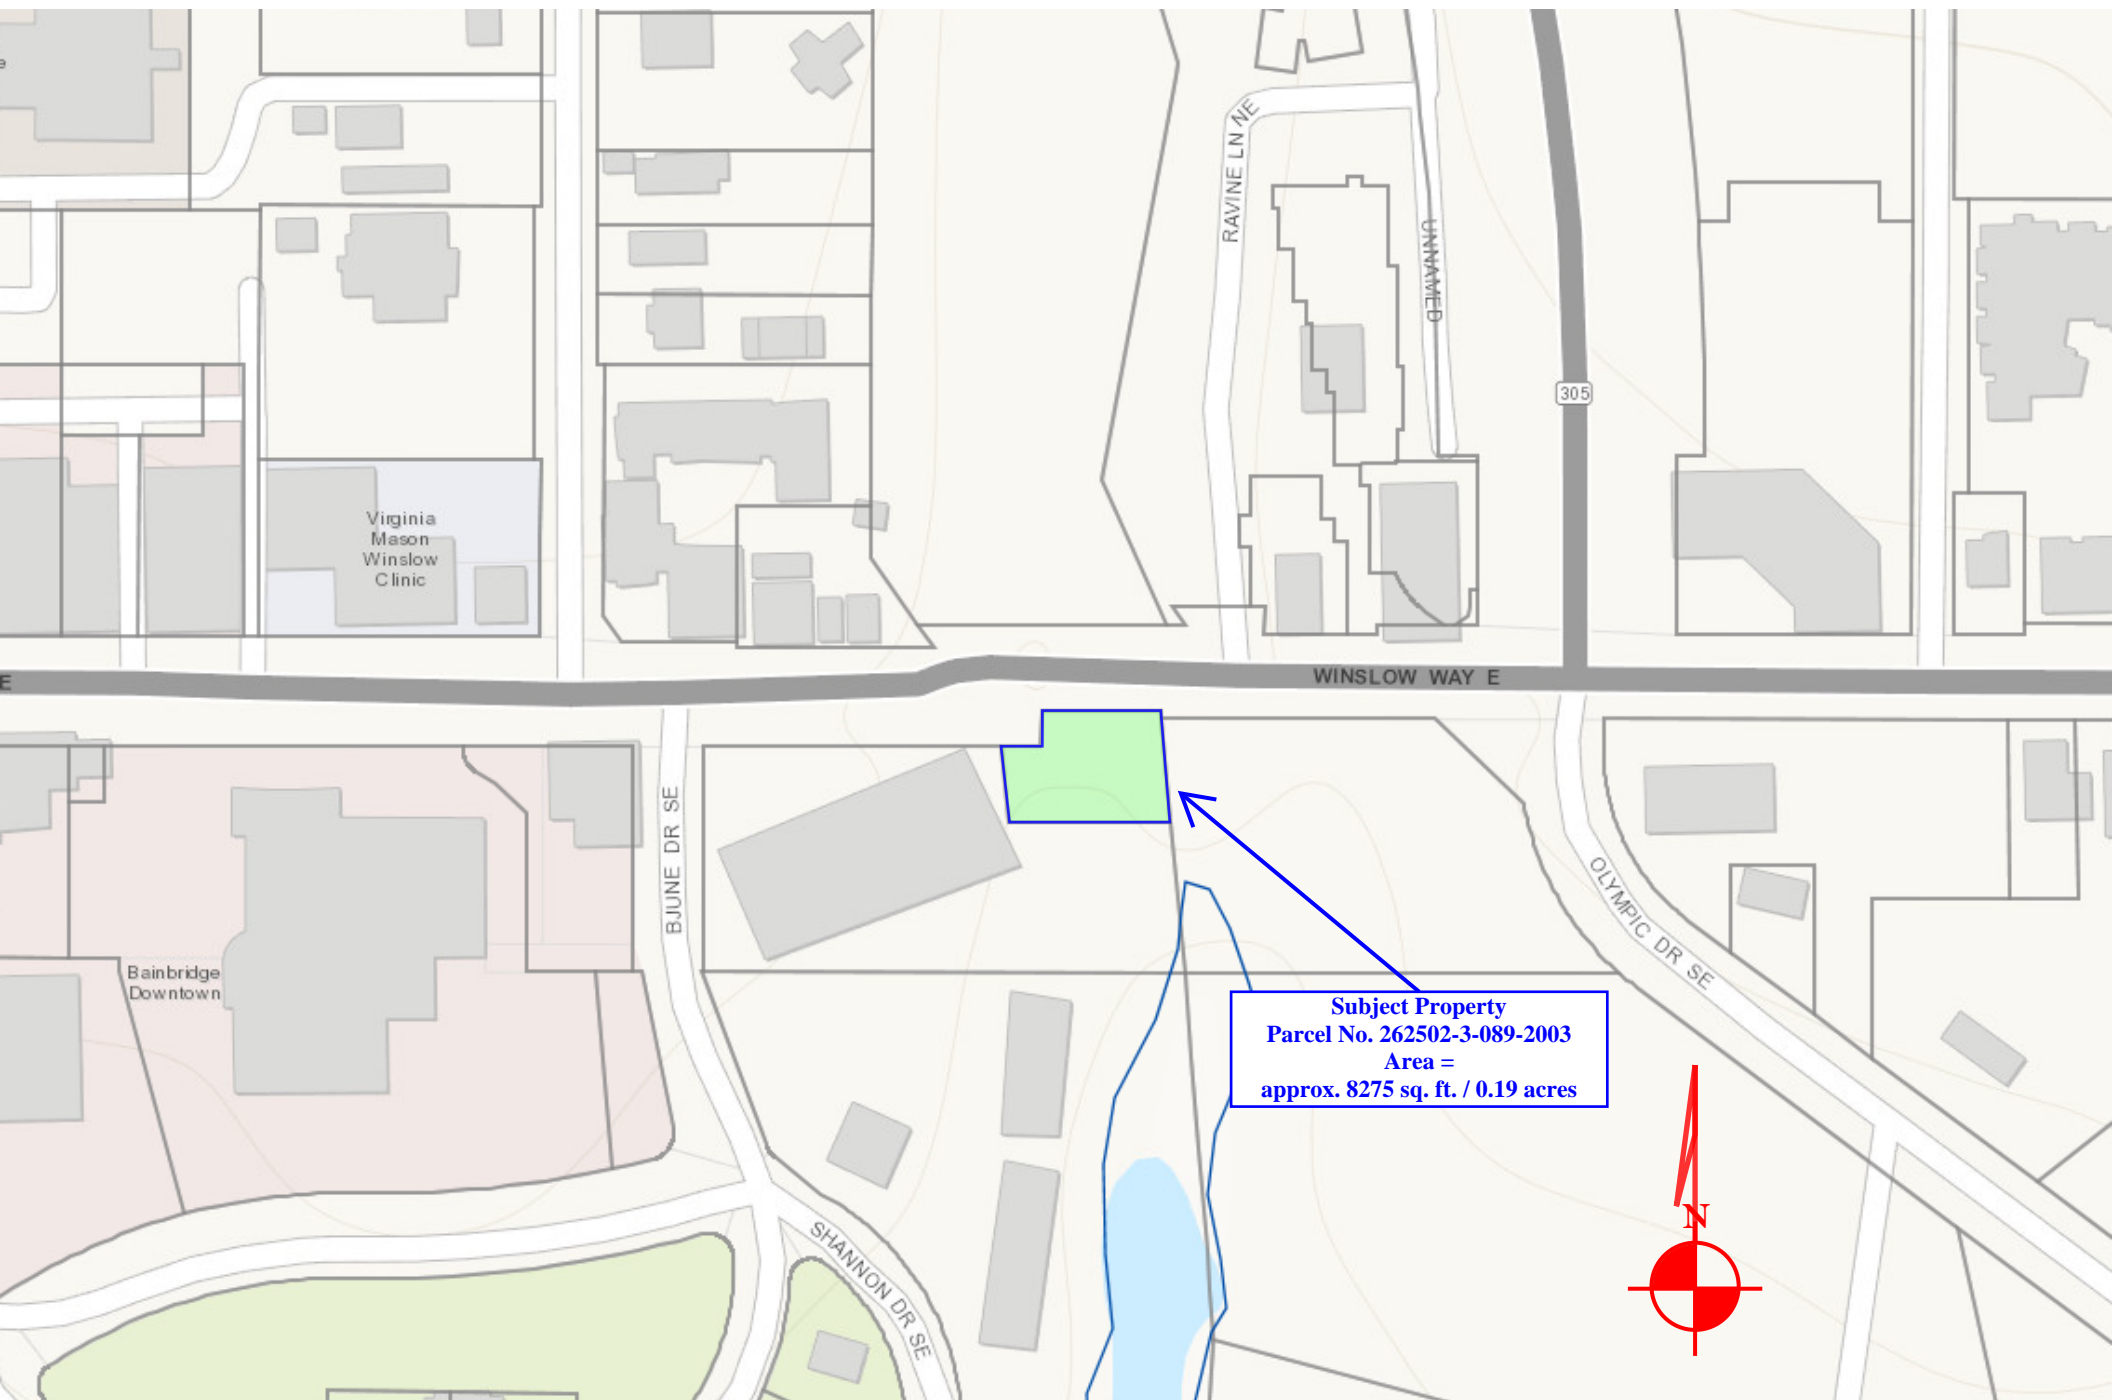 e
RAVINE LN NE
UNNAMED
305
Virginia
Mason
Winslow
Clinic
E
WINSLOW WAY E
BJUNE DR SE
OLYMPIC DR SE
Bainbridge
Downtown
Subject Property
Parcel No. 262502-3-089-2003
Area =
approx. 8275 sq. ft. / 0.19 acres
N
SHANNON DR SE